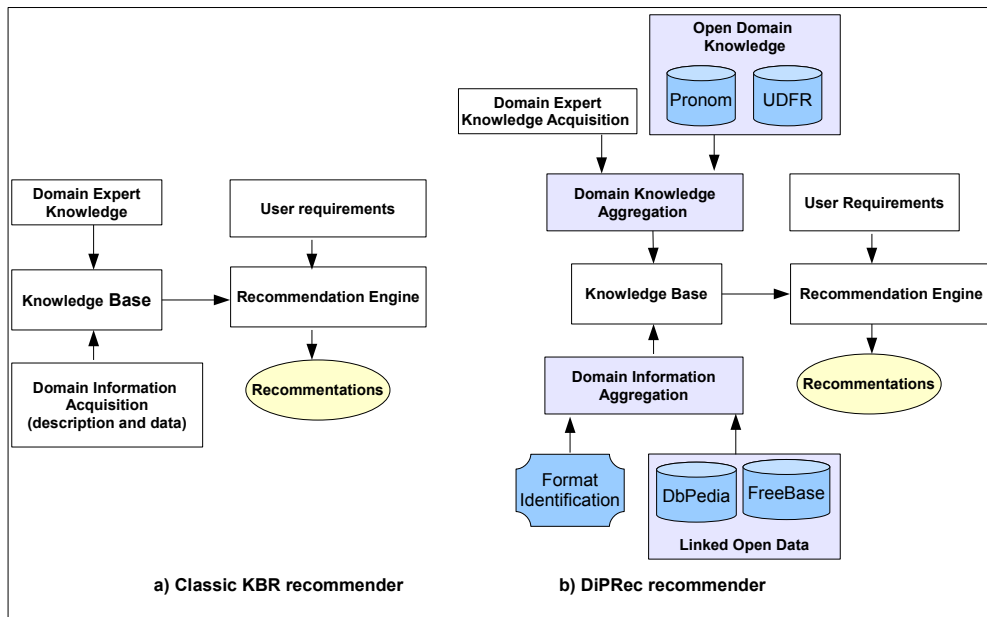 Domain Expert
Knowledge
User requirements
Knowledge Base
Recommendation Engine
Domain Information
Acquisition
(description and data)
Recommentations
a) Classic KBR recommender
Open Domain
Knowledge
Pronom
UDFR
Domain Expert
Knowledge Acquisition
Domain Knowledge
Aggregation
User Requirements
Knowledge Base
Recommendation Engine
Domain Information
Aggregation
Recommentations
Format
Identification
DbPedia
FreeBase
Linked Open Data
b) DiPRec recommender